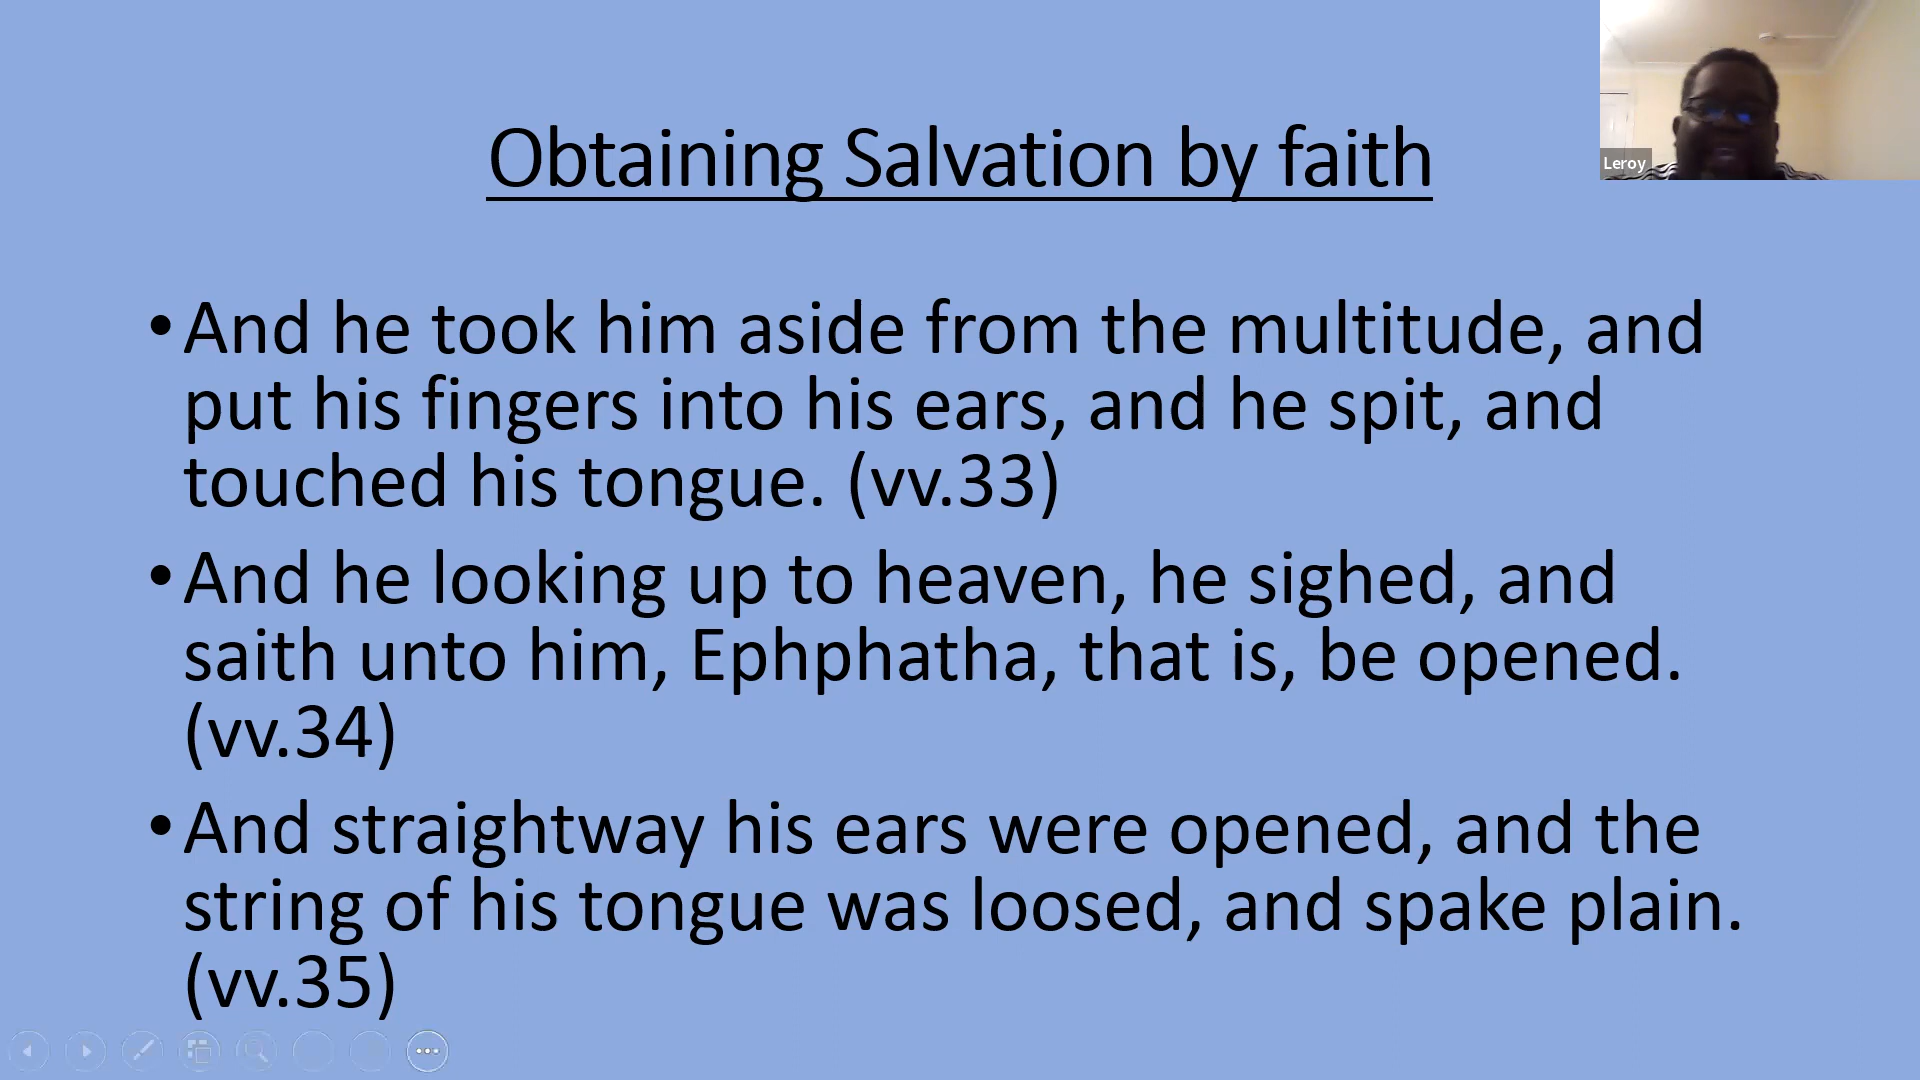 Obtaining Salvation by faith
Leroy
•And he took him aside from the multitude, and
put his fingers into his ears, and he spit, and
touched his tongue. (vv.33)
•And he looking up to heaven, he sighed, and
saith unto him, Ephphatha, that is, be opened.
(vv.34)
•And straightway his ears were opened, and the
string of his tongue was loosed, and spake plain.
(vv.35)